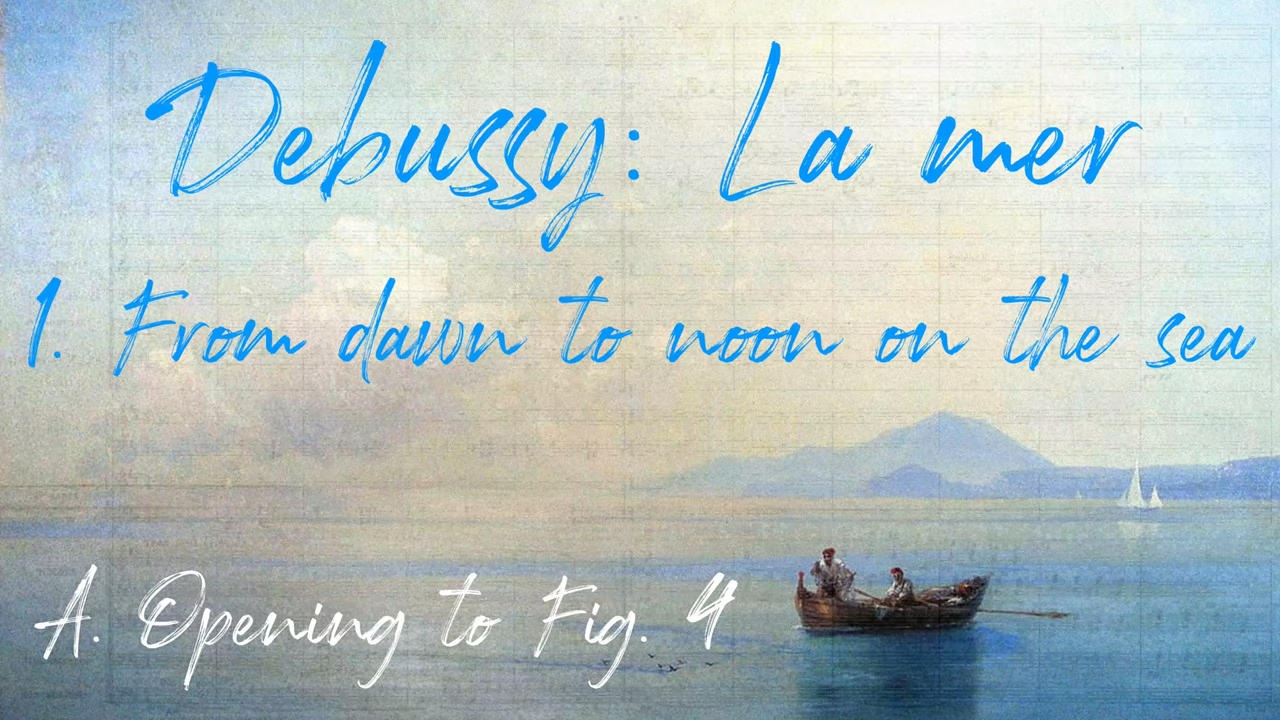 Debussy: La mer
1. From dawn to noon on the sea
A. Opening to Fig. 4